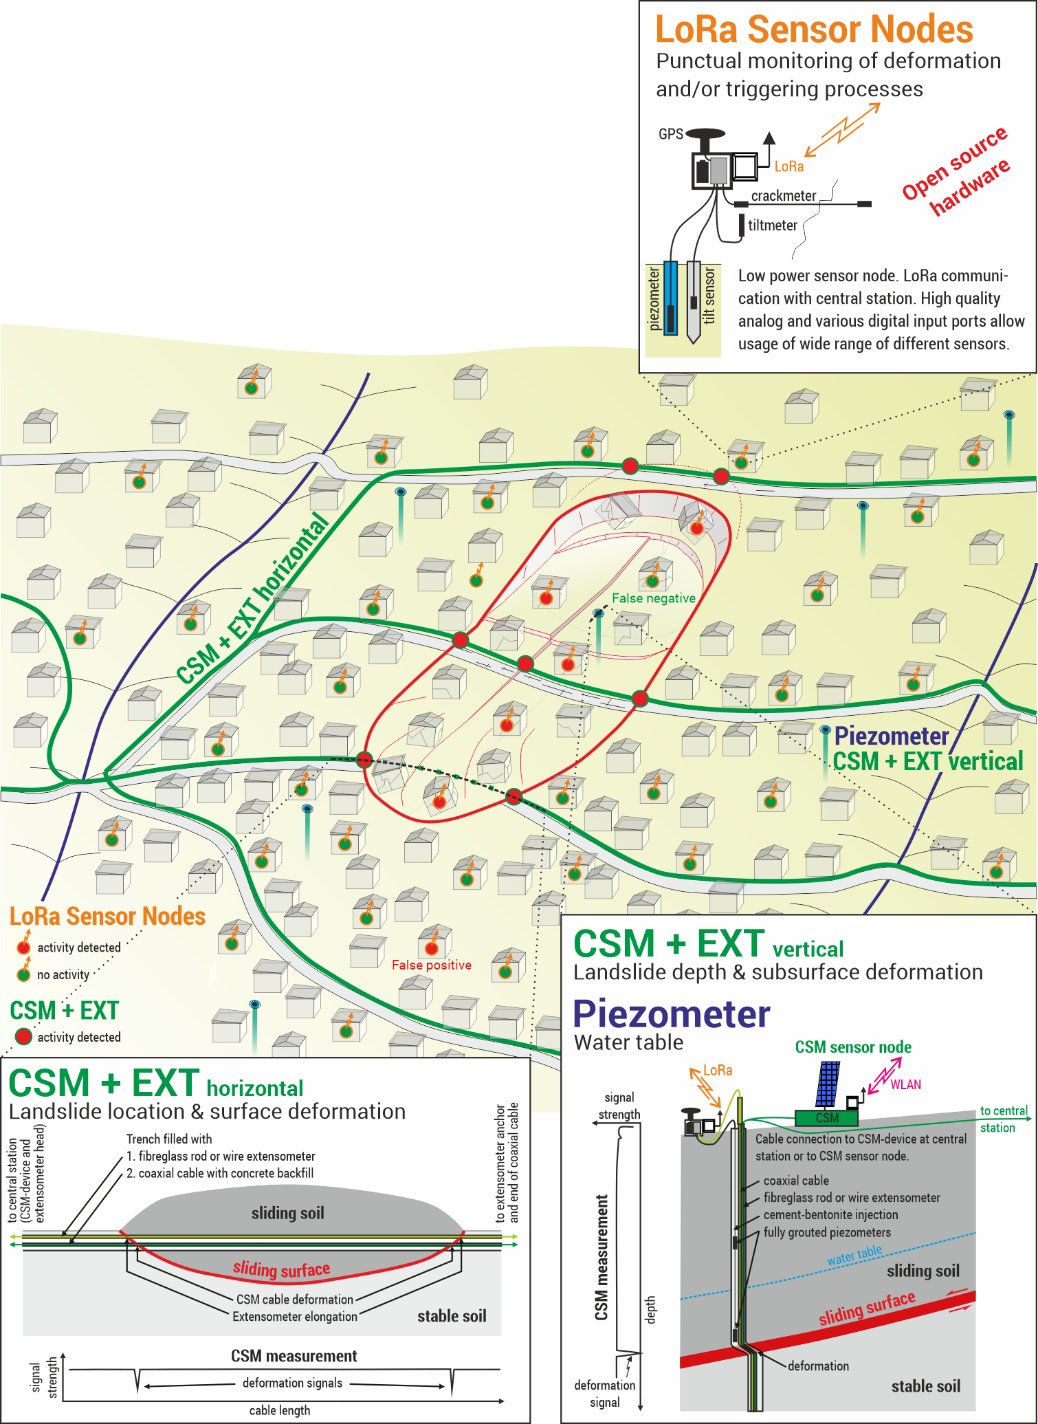 LoRa Sensor Nodes
Punctual monitoring of deformation
and/or triggering processes
GPS
LoRa
Open source
hardware
crackmeter
tiltmeter
piezometer
tilt sensor
Low power sensor node. LoRa communi-
cation with central station. High quality
analog and various digital input ports allow
usage of wide range of different sensors.
CSM + EXT horizontal
False negative
Piezometer
CSM + EXT vertical
LoRa Sensor Nodes
activity detected
no activity
CSM + EXT
activity detected
False positive
CSM + EXT horizontal
Landslide location & surface deformation
to central station
(CSM-device and
extensometer head)
Trench filled with
1. fibreglass rod or wire extensometer
2. coaxial cable with concrete backfill
to extensometer anchor
and end of coaxial cable
sliding soil
sliding surface
CSM cable deformation
Extensometer elongation
stable soil
CSM measurement
signal
strength
deformation signals
cable length
CSM + EXT vertical
Landslide depth & subsurface deformation
Piezometer
Water table
CSM sensor node
LoRa
WLAN
signal
strength
CSM
to central
station
Cable connection to CSM-device at central
station or to CSM sensor node.
coaxial cable
fibreglass rod or wire extensometer
cement-bentonite injection
fully grouted piezometers
CSM measurement
depth
water table
sliding soil
sliding surface
deformation
deformation
signal
stable soil